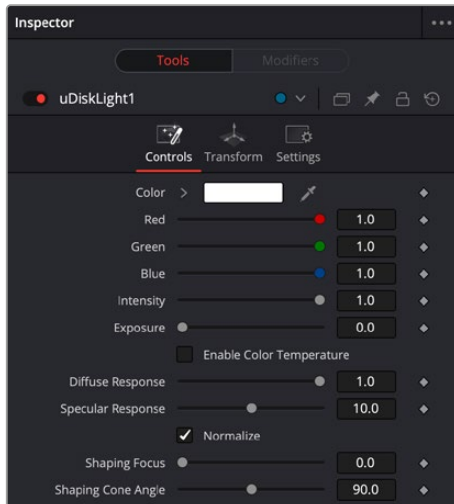 Inspector
Tools Modifiers
uDiskLight1
Controls Transform Settings
Color
Red 1.0
Green 1.0
Blue 1.0
Intensity 1.0
Exposure 0.0
Enable Color Temperature
Diffuse Response 1.0
Specular Response 10.0
Normalize
Shaping Focus 0.0
Shaping Cone Angle 90.0